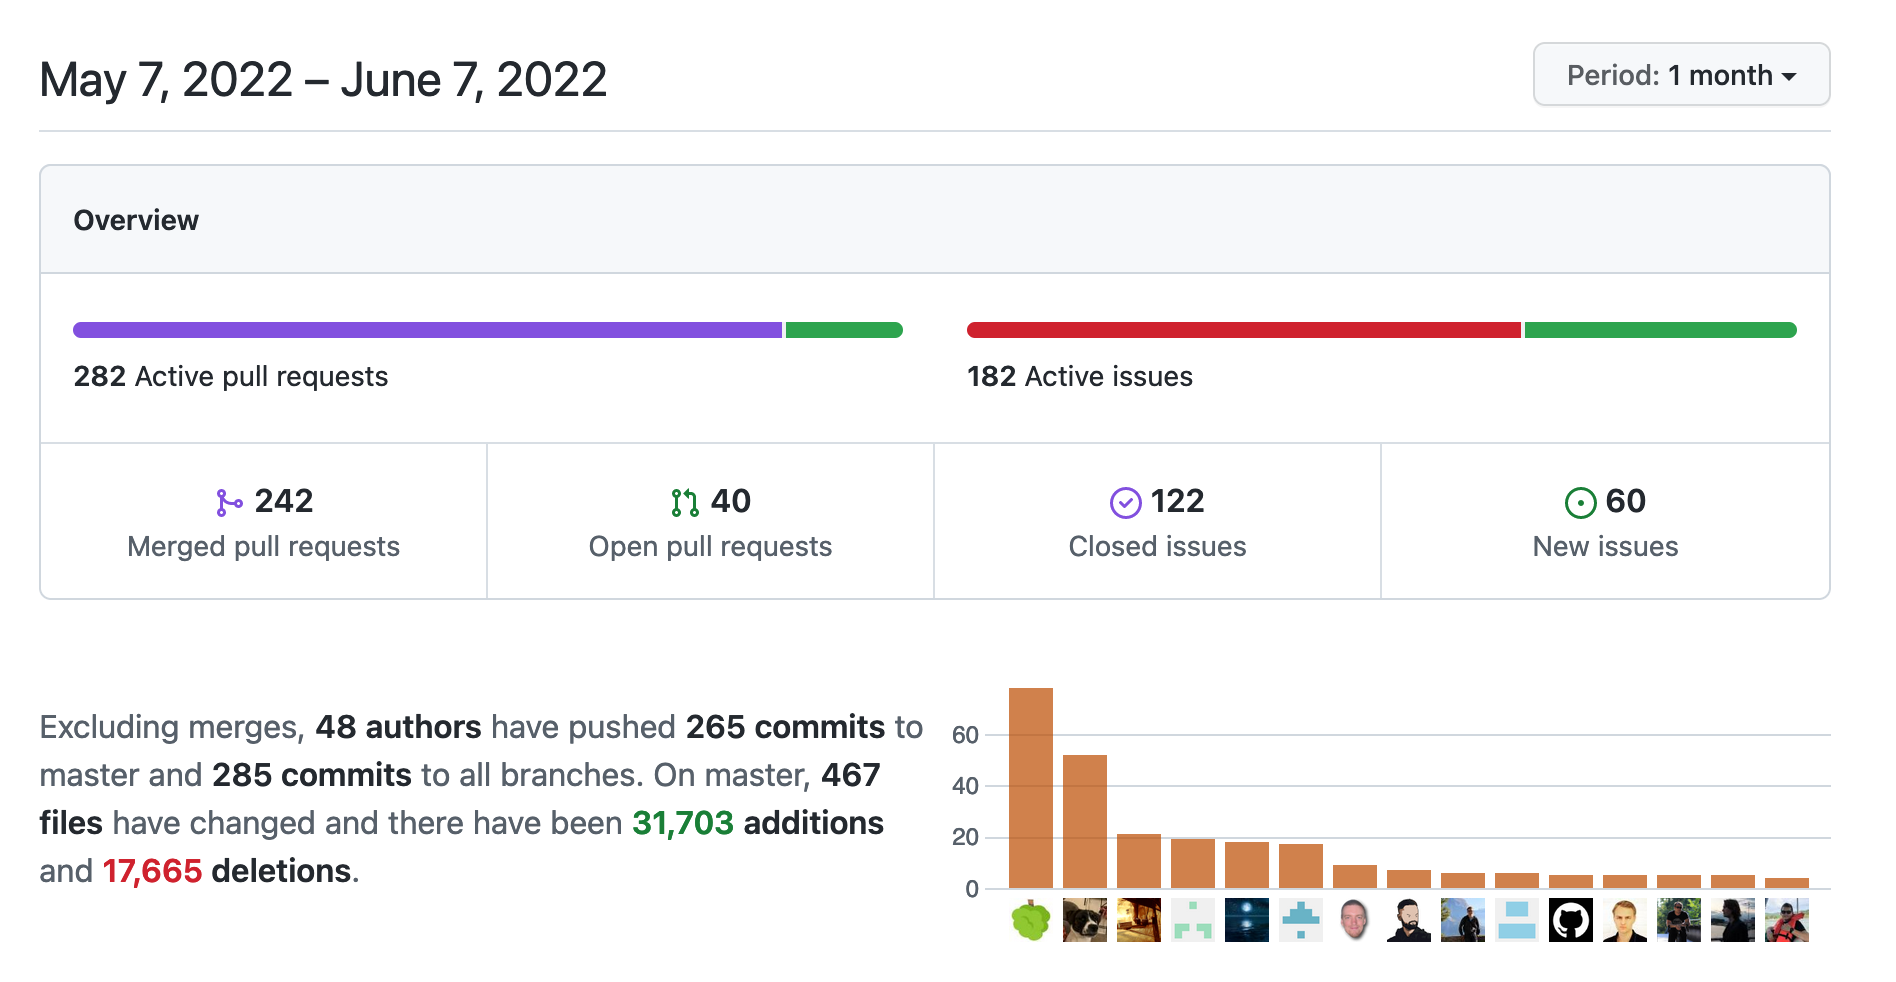 May 7, 2022 – June 7, 2022
Period: 1 month
Overview
282 Active pull requests
182 Active issues
242
Merged pull requests
40
Open pull requests
122
Closed issues
60
New issues
Excluding merges, 48 authors have pushed 265 commits to
master and 285 commits to all branches. On master, 467
files have changed and there have been 31,703 additions
and 17,665 deletions.
60
40
20
0